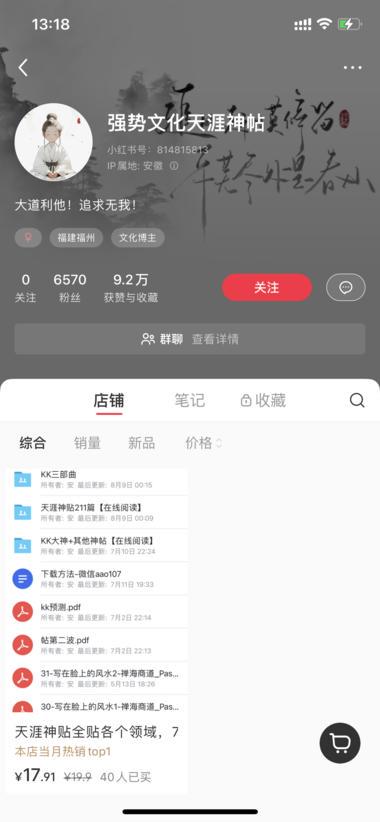 13:18
强势文化天涯神帖
小红书号：814815813
IP 属地：安徽
大道利他！追求无我！
福建福州
文化博主
0
关注
6570
粉丝
9.2万
获赞与收藏
关注
群聊 查看详情
店铺
笔记
收藏
综合
销量
新品
价格
KK三部曲
所有者: 安 最后更新: 8月9日 00:15
天涯神贴211篇【在线阅读】
所有者: 安 最后更新: 8月9日 00:09
KK大神+其他神帖【在线阅读】
所有者: 安 最后更新: 7月10日 22:24
下载方法-微信aao107
所有者: 安 最后更新: 7月11日 19:33
kk预测.pdf
所有者: 安 最后更新: 7月2日 22:14
帖第二波.pdf
所有者: 安 最后更新: 7月2日 22:13
31-写在脸上的风水2-禅海商道_Pas...
所有者: 安 最后更新: 5月13日 18:26
30-写在脸上的风水1-禅海商道_Pas...
天涯神贴全贴各个领域，7
本店当月热销top1
¥17.91 ¥19.9 40人已买